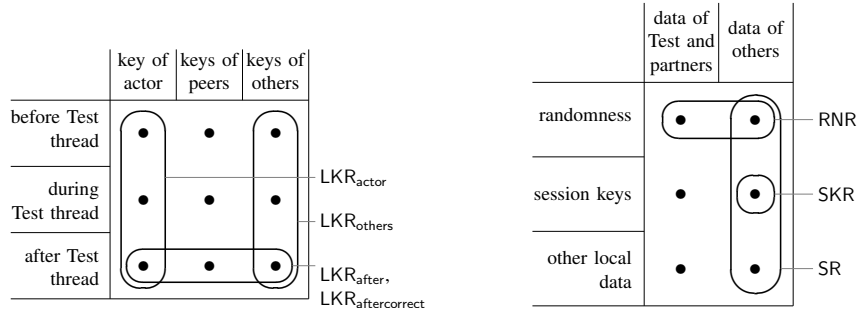 key of
actor
keys of
peers
keys of
others
before Test
thread
during
Test thread
after Test
thread
LKRactor
LKRothers
LKRafter,
LKRaftercorrect
data of
Test and
partners
data of
others
randomness
session keys
other local
data
RNR
SKR
SR